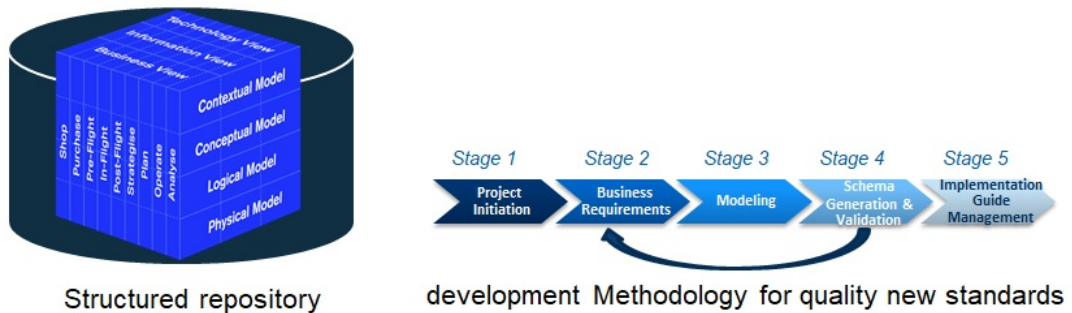 Technology View
Information View
Business View
Contextual Model
Conceptual Model
Logical Model
Physical Model
Shop
Purchase
Pre-Flight
In-Flight
Post-Flight
Strategise
Plan
Operate
Analyse
Structured repository
Stage 1
Stage 2
Stage 3
Stage 4
Stage 5
Project
Initiation
Business
Requirements
Modeling
Schema
Generation &
Validation
Implementation
Guide
Management
development Methodology for quality new standards